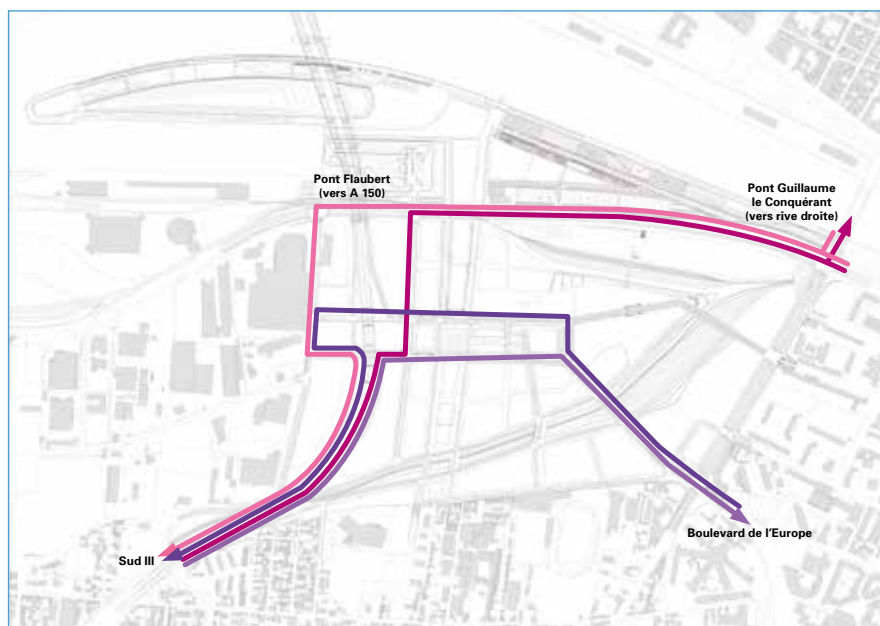 Pont Flaubert
(vers A 150)
Pont Guillaume
le Conquérant
(vers rive droite)
Boulevard de l'Europe
Sud III